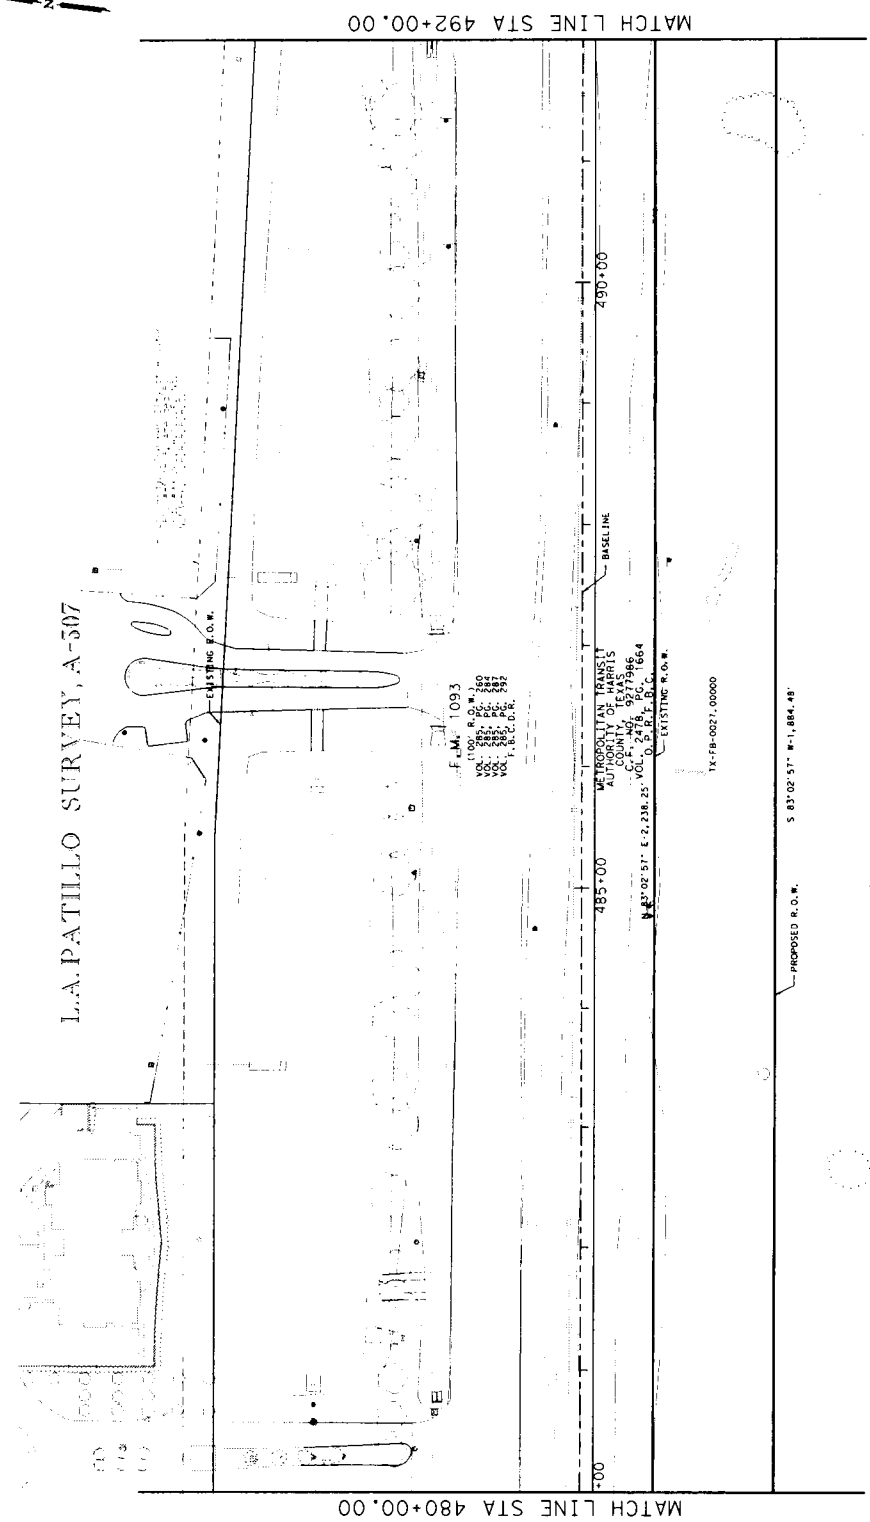 MATCH LINE STA 492+00.00
L.A. PATILLO SURVEY, A-307
EXISTING R.O.W.
F.M. 1093
(100' R.O.W.)
VOL. 285, PG. 260
VOL. 285, PG. 284
VOL. 285, PG. 287
VOL. 285, PG. 292
F.B.C.D.R.
490+00
BASELINE
METROPOLITAN TRANSIT
AUTHORITY OF HARRIS
COUNTY, TEXAS
C.F. NO. 9277986
VOL. 2478, PG. 1664
O.P.R.F.B.C.
485+00
N 83°02'57" E-2,238.25'
EXISTING R.O.W.
TX-FB-0027.00000
S 83°02'57" W-1,884.48'
PROPOSED R.O.W.
+00
MATCH LINE STA 480+00.00